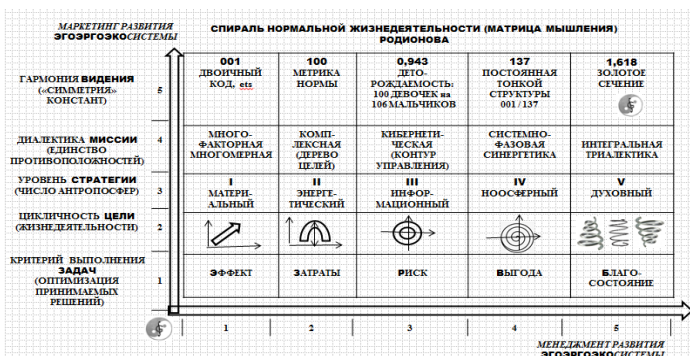 МАРКЕТИНГ РАЗВИТИЯ
ЭГОЭРГОЭКОСИСТЕМЫ
СПИРАЛЬ НОРМАЛЬНОЙ ЖИЗНЕДЕЯТЕЛЬНОСТИ (МАТРИЦА МЫШЛЕНИЯ)
РОДИОНОВА
ГАРМОНИЯ ВИДЕНИЯ
(«СИММЕТРИЯ»
КОНСТАНТ)
5
001
ДВОИЧНЫЙ
КОД, ets
100
МЕТРИКА
НОРМЫ
0,943
ДЕТО-
РОЖДАЕМОСТЬ:
100 ДЕВОЧЕК на
106 МАЛЬЧИКОВ
137
ПОСТОЯННАЯ
ТОНКОЙ
СТРУКТУРЫ
001 / 137
1,618
ЗОЛОТОЕ
СЕЧЕНИЕ
ДИАЛЕКТИКА МИССИИ
(ЕДИНСТВО
ПРОТИВОПОЛОЖНОСТЕЙ)
4
МНОГО-
ФАКТОРНАЯ
МНОГОМЕРНАЯ
КОМП-
ЛЕКСНАЯ
(ДЕРЕВО
ЦЕЛЕЙ)
КИБЕРНЕТИ-
ЧЕСКАЯ
(КОНТУР
УПРАВЛЕНИЯ)
СИСТЕМНО-
ФАЗОВАЯ
СИНЕРГЕТИКА
ИНТЕГРАЛЬНАЯ
ТРИАЛЕКТИКА
УРОВЕНЬ СТРАТЕГИИ
(ЧИСЛО АНТРОПОСФЕР)
3
I
МАТЕРИ-
АЛЬНЫЙ
II
ЭНЕРГЕ-
ТИЧЕСКИЙ
III
ИНФОР-
МАЦИОННЫЙ
IV
НООСФЕРНЫЙ
V
ДУХОВНЫЙ
ЦИКЛИЧНОСТЬ ЦЕЛИ
(ЖИЗНЕДЕЯТЕЛЬНОСТИ)
2
КРИТЕРИЙ ВЫПОЛНЕНИЯ
ЗАДАЧ
(ОПТИМИЗАЦИЯ
ПРИНИМАЕМЫХ
РЕШЕНИЙ)
1
ЭФФЕКТ
ЗАТРАТЫ
РИСК
ВЫГОДА
БЛАГО-
СОСТОЯНИЕ
1
2
3
4
5
МЕНЕДЖМЕНТ РАЗВИТИЯ
ЭГОЭРГОЭКОСИСТЕМЫ